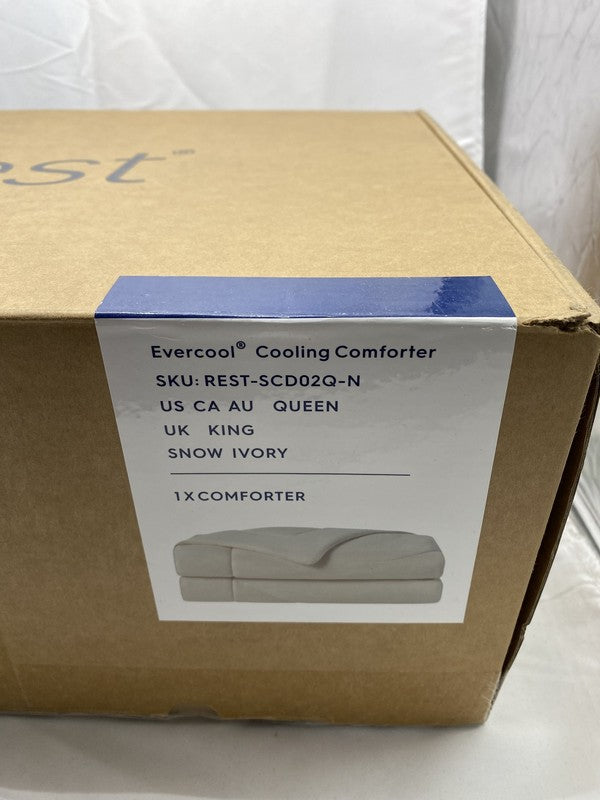 est
Evercool® Cooling Comforter
SKU: REST-SCD02Q-N
US CA AU QUEEN
UK KING
SNOW IVORY
1 X COMFORTER